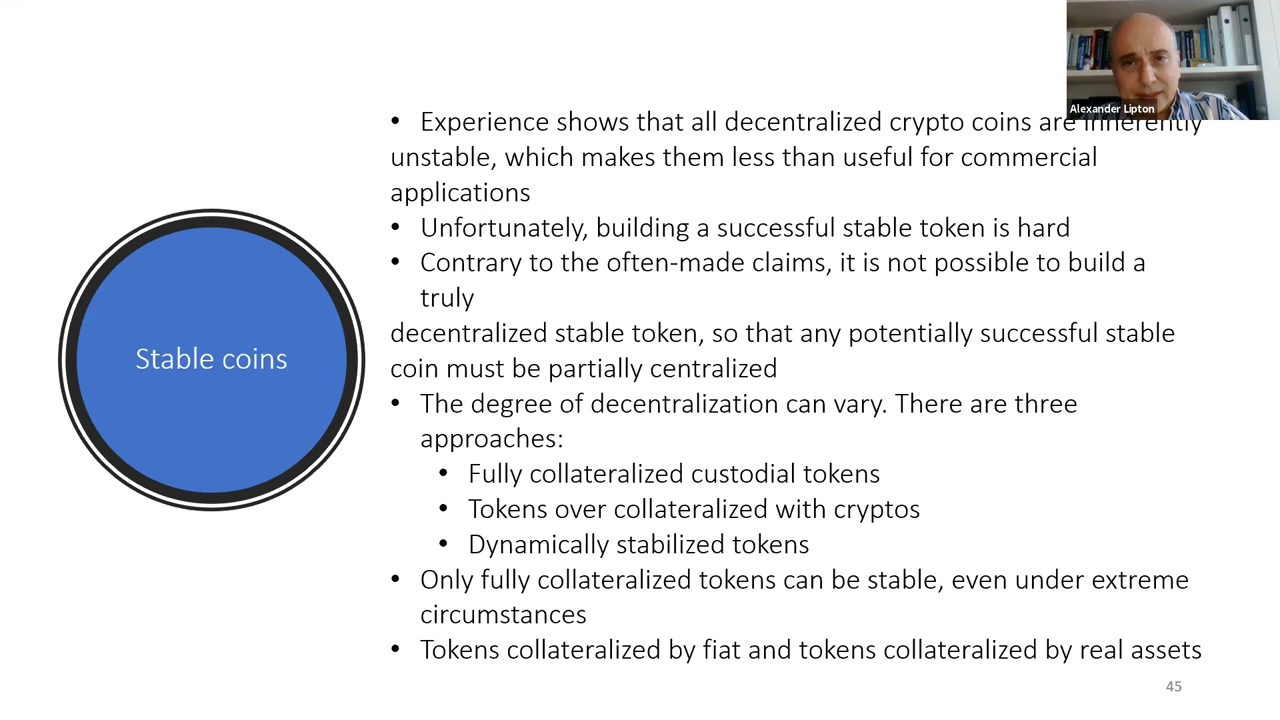 Alexander Lipton
• Experience shows that all decentralized crypto coins are inherently
unstable, which makes them less than useful for commercial
applications
• Unfortunately, building a successful stable token is hard
• Contrary to the often-made claims, it is not possible to build a
truly
decentralized stable token, so that any potentially successful stable
coin must be partially centralized
• The degree of decentralization can vary. There are three
approaches:
• Fully collateralized custodial tokens
• Tokens over collateralized with cryptos
• Dynamically stabilized tokens
• Only fully collateralized tokens can be stable, even under extreme
circumstances
• Tokens collateralized by fiat and tokens collateralized by real assets
Stable coins
45